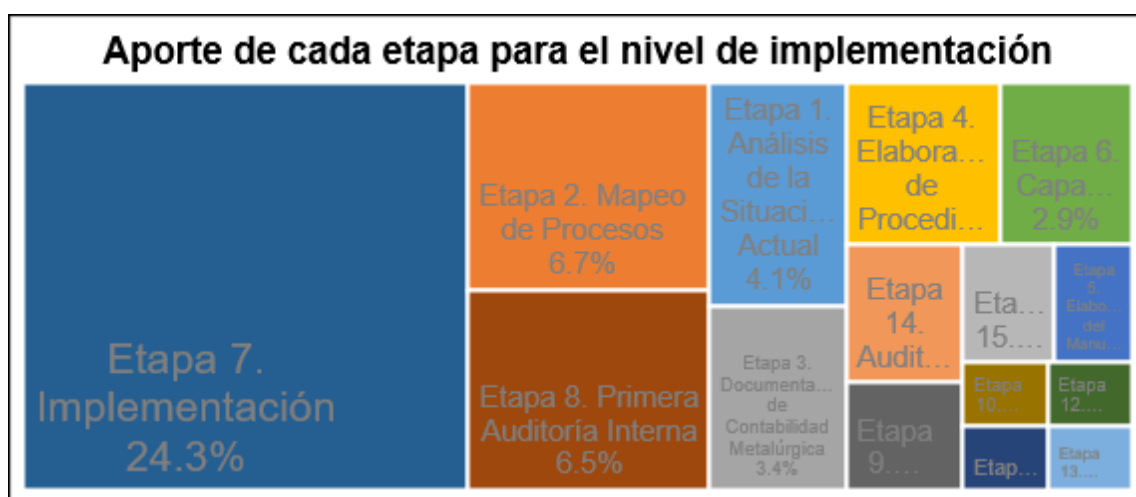 Aporte de cada etapa para el nivel de implementación
Etapa 7.
Implementación
24.3%
Etapa 2. Mapeo
de Procesos
6.7%
Etapa 8. Primera
Auditoría Interna
6.5%
Etapa 1.
Análisis
de la
Situaci...
Actual
4.1%
Etapa 3.
Documenta...
de
Contabilidad
Metalúrgica
3.4%
Etapa 4.
Elabora...
de
Procedi...
Etapa 6.
Capa...
2.9%
Etapa
14.
Audit...
Eta...
15....
Etapa
5.
Elabo...
del
Manu...
Etapa
9....
Etapa
10....
Etapa
12....
Etap...
Etapa
13....